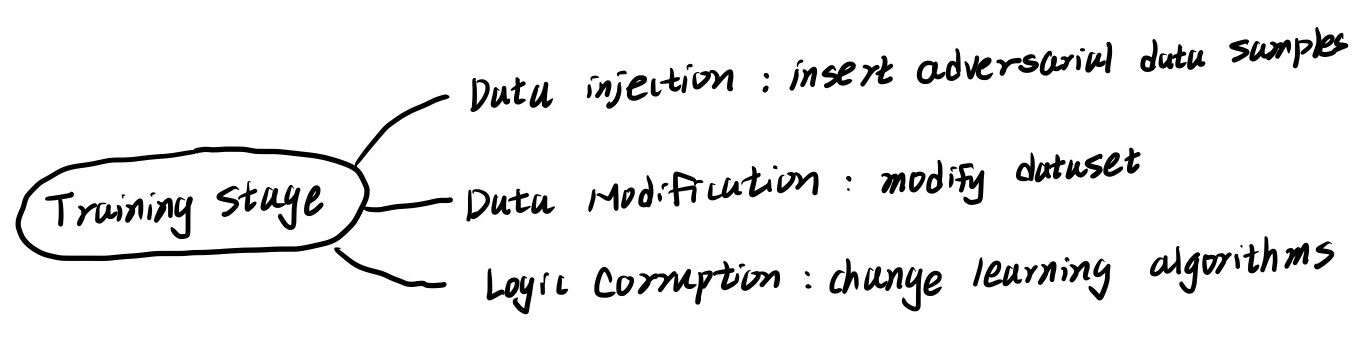 Data injection : insert adversarial data samples
Training stage
Data Modification : modify dataset
Logic Corruption : change learning algorithms